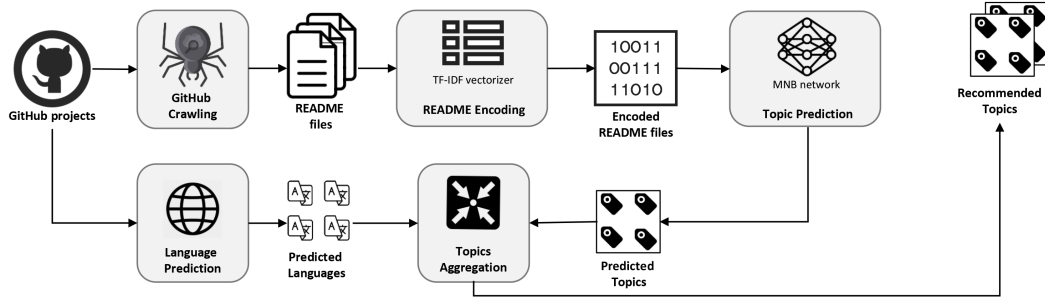 GitHub projects
GitHub
Crawling
README
files
TF-IDF vectorizer
README Encoding
10011
00111
11010
Encoded
README files
MNB network
Topic Prediction
Recommended
Topics
Language
Prediction
A
A
A
A
Predicted
Languages
Topics
Aggregation
Predicted
Topics